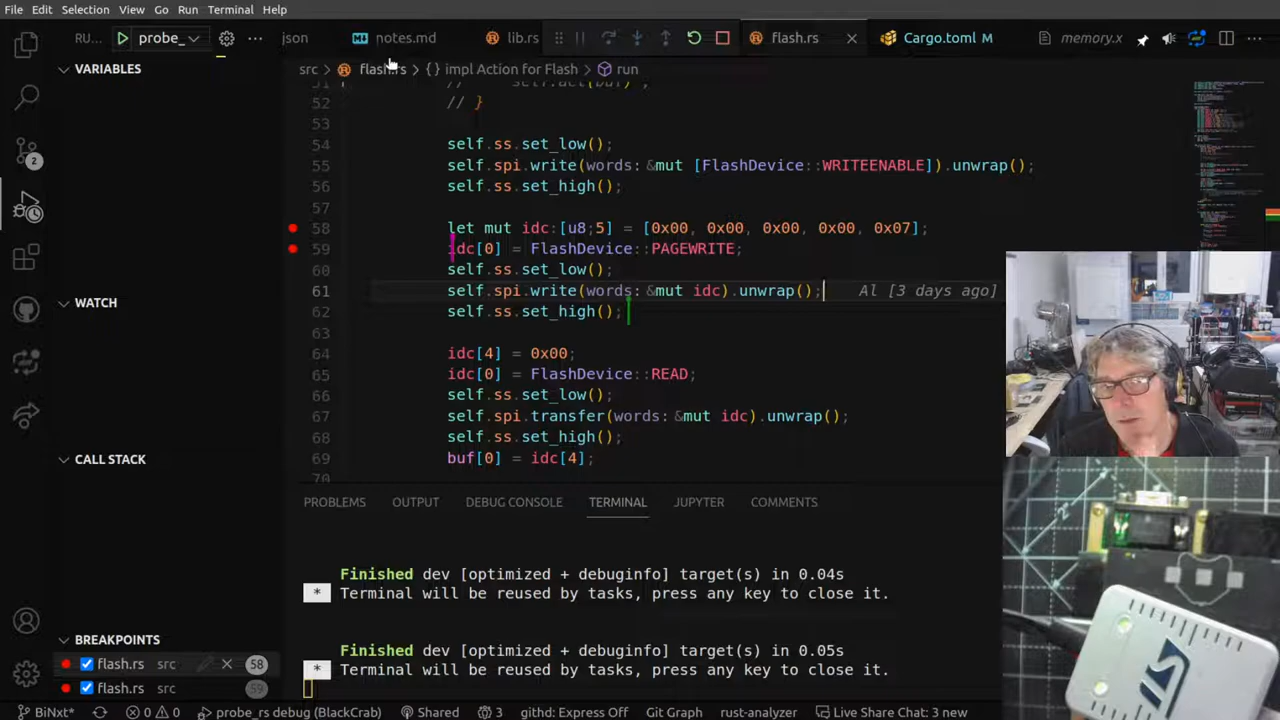 File Edit Selection View Go Run Terminal Help
RU... probe_ json notes.md lib.rs flash.rs Cargo.toml M memory.x
VARIABLES
src flash.rs {} impl Action for Flash run
52 // }
53
54 self.ss.set_low();
55 self.spi.write(words: &mut [FlashDevice::WRITEENABLE]).unwrap();
56 self.ss.set_high();
57
58 let mut idc:[u8;5] = [0x00, 0x00, 0x00, 0x00, 0x07];
59 idc[0] = FlashDevice::PAGEWRITE;
60 self.ss.set_low();
61 self.spi.write(words: &mut idc).unwrap(); Al [3 days ago]
62 self.ss.set_high();
63
64 idc[4] = 0x00;
65 idc[0] = FlashDevice::READ;
66 self.ss.set_low();
67 self.spi.transfer(words: &mut idc).unwrap();
68 self.ss.set_high();
69 buf[0] = idc[4];
2
WATCH
CALL STACK
PROBLEMS OUTPUT DEBUG CONSOLE TERMINAL JUPYTER COMMENTS
Finished dev [optimized + debuginfo] target(s) in 0.04s
* Terminal will be reused by tasks, press any key to close it.
Finished dev [optimized + debuginfo] target(s) in 0.05s
* Terminal will be reused by tasks, press any key to close it.
BREAKPOINTS
flash.rs src 58
flash.rs src 59
BiNxt* 0 0 probe_rs debug (BlackCrab) Shared 3 githd: Express Off Git Graph rust-analyzer Live Share Chat: 3 new